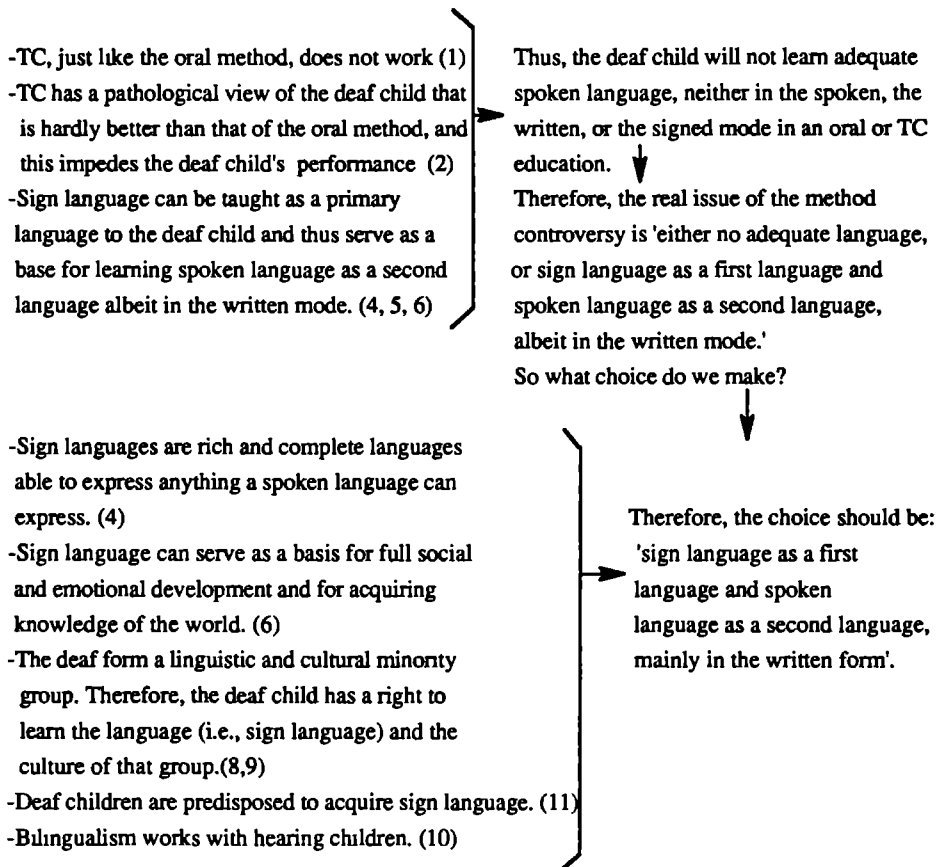 -TC, just like the oral method, does not work (1)
-TC has a pathological view of the deaf child that
is hardly better than that of the oral method, and
this impedes the deaf child's performance (2)
-Sign language can be taught as a primary
language to the deaf child and thus serve as a
base for learning spoken language as a second
language albeit in the written mode. (4, 5, 6)
Thus, the deaf child will not learn adequate
spoken language, neither in the spoken, the
written, or the signed mode in an oral or TC
education.
Therefore, the real issue of the method
controversy is 'either no adequate language,
or sign language as a first language and
spoken language as a second language,
albeit in the written mode.'
So what choice do we make?
-Sign languages are rich and complete languages
able to express anything a spoken language can
express. (4)
-Sign language can serve as a basis for full social
and emotional development and for acquiring
knowledge of the world. (6)
-The deaf form a linguistic and cultural minority
group. Therefore, the deaf child has a right to
learn the language (i.e., sign language) and the
culture of that group.(8,9)
-Deaf children are predisposed to acquire sign language. (11)
-Bilingualism works with hearing children. (10)
Therefore, the choice should be:
'sign language as a first
language and spoken
language as a second language,
mainly in the written form'.